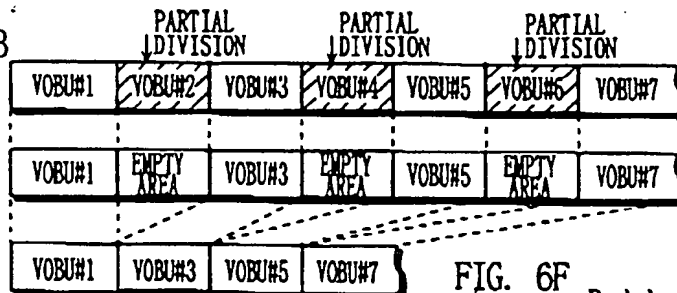 PARTIAL DIVISION PARTIAL DIVISION PARTIAL DIVISION
VOBU#1 VOBU#2 VOBU#3 VOBU#4 VOBU#5 VOBU#6 VOBU#7
VOBU#1 EMPTY AREA VOBU#3 EMPTY AREA VOBU#5 EMPTY AREA VOBU#7
VOBU#1 VOBU#3 VOBU#5 VOBU#7
FIG. 6F